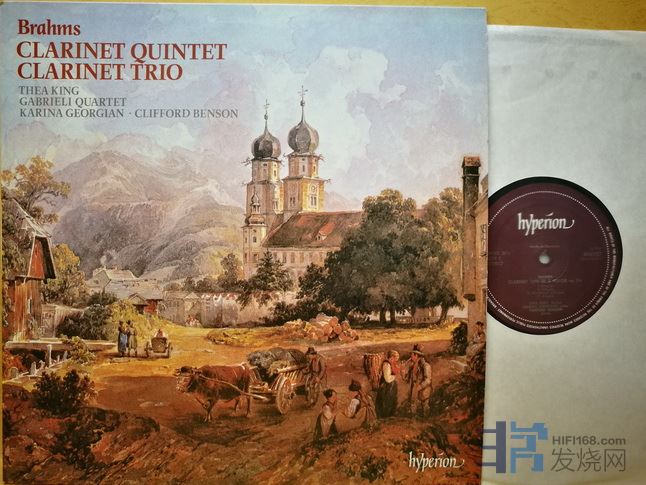 Brahms
CLARINET QUINTET
CLARINET TRIO
THEA KING
GABRIELI QUARTET
KARINA GEORGIAN · CLIFFORD BENSON
hyperion
hyperion
HIFI168.com
发烧网